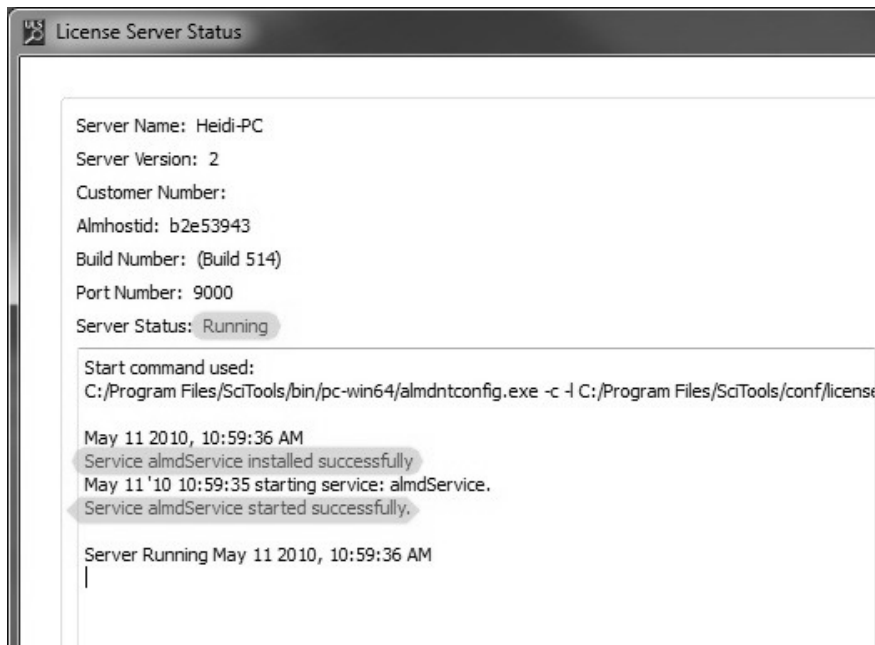 ULS
License Server Status
Server Name: Heidi-PC
Server Version: 2
Customer Number:
Almhostid: b2e53943
Build Number: (Build 514)
Port Number: 9000
Server Status: Running
Start command used:
C:/Program Files/SciTools/bin/pc-win64/almdntconfig.exe -c -l C:/Program Files/SciTools/conf/license
May 11 2010, 10:59:36 AM
Service almdService installed successfully
May 11 '10 10:59:35 starting service: almdService.
Service almdService started successfully.
Server Running May 11 2010, 10:59:36 AM